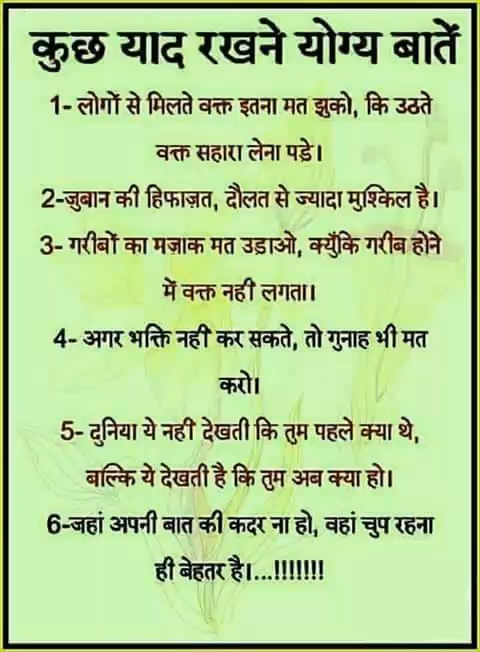 कुछ याद रखने योग्य बातें
1- लोगों से मिलते वक्त इतना मत झुको, कि उठते
वक्त सहारा लेना पड़े।
2-ज़ुबान की हिफाज़त, दौलत से ज्यादा मुश्किल है।
3- गरीबों का मज़ाक मत उड़ाओ, क्युँकि गरीब होने
में वक्त नही लगता।
4- अगर भक्ति नही कर सकते, तो गुनाह भी मत
करो।
5- दुनिया ये नही देखती कि तुम पहले क्या थे,
बल्कि ये देखती है कि तुम अब क्या हो।
6-जहां अपनी बात की कदर ना हो, वहां चुप रहना
ही बेहतर है।...!!!!!!!